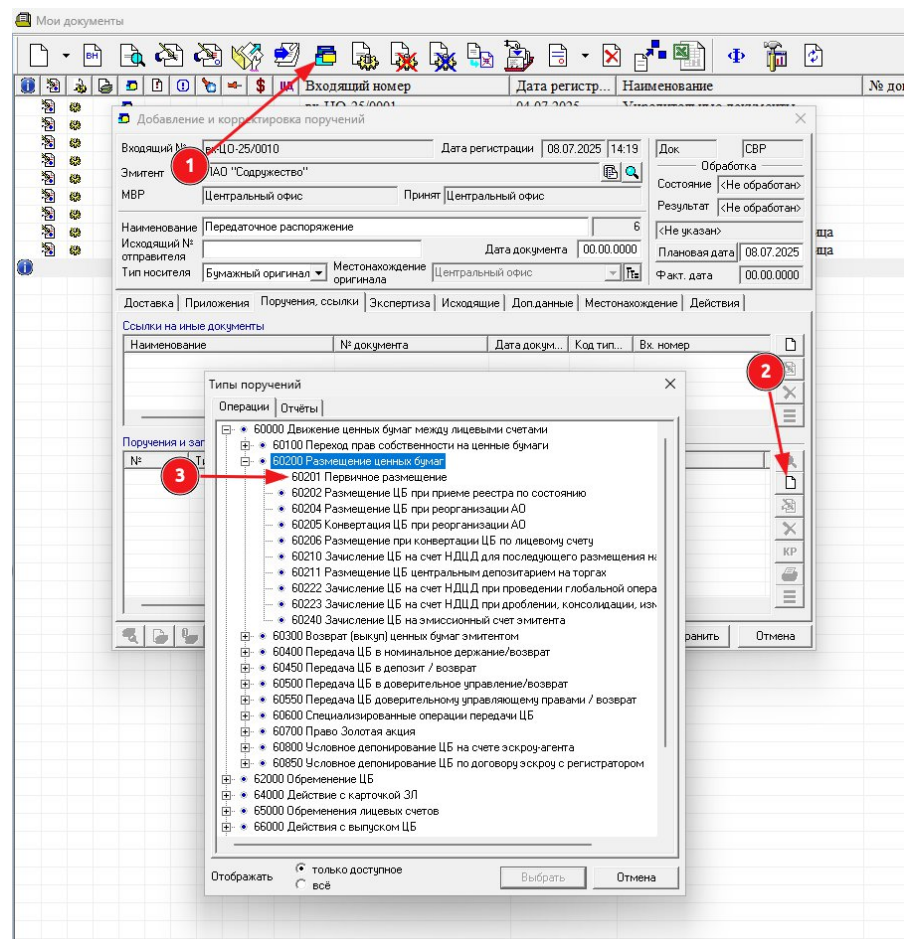 Мои документы
ВН
Входящий номер Дата регистр... Наименование № до
вх-ЦО-25/0001 04.07.2025 Учредительные документы
Добавление и корректировка поручений
Входящий № вх-ЦО-25/0010 Дата регистрации 08.07.2025 14:19 Док СВР
1
Обработка
Эмитент ПАО "Содружество" Состояние <Не обработан>
МВР Центральный офис Принят Центральный офис
Результат <Не обработан>
Наименование Передаточное распоряжение 6 <Не указан> ица
Исходящий № отправителя Дата документа 00.00.0000 Плановая дата 08.07.2025 ица
Тип носителя Бумажный оригинал Местонахождение оригинала Центральный офис Факт. дата 00.00.0000
Доставка Приложения Поручения, ссылки Экспертиза Исходящие Доп.данные Местонахождение Действия
Ссылки на иные документы
Наименование № документа Дата докум... Код тип... Вх. номер
2
Типы поручений
Операции Отчёты
60000 Движение ценных бумаг между лицевыми счетами
Поручения и зап
60100 Переход прав собственности на ценные бумаги
№ Ти
60200 Размещение ценных бумаг
3
60201 Первичное размещение
60202 Размещение ЦБ при приеме реестра по состоянию
60204 Размещение ЦБ при реорганизации АО
60205 Конвертация ЦБ при реорганизации АО
60206 Размещение при конвертации ЦБ по лицевому счету
КР
60210 Зачисление ЦБ на счет НДЦД для последующего размещения на
60211 Размещение ЦБ центральным депозитарием на торгах
60222 Зачисление ЦБ на счет НДЦД при проведении глобальной опера
60223 Зачисление ЦБ на счет НДЦД при дроблении, консолидации, изм
60240 Зачисление ЦБ на эмиссионный счет эмитента
60300 Возврат (выкуп) ценных бумаг эмитентом
ранить Отмена
60400 Передача ЦБ в номинальное держание/возврат
60450 Передача ЦБ в депозит / возврат
60500 Передача ЦБ в доверительное управление/возврат
60550 Передача ЦБ доверительному управляющему правами / возврат
60600 Специализированные операции передачи ЦБ
60700 Право Золотая акция
60800 Условное депонирование ЦБ на счете эскроу-агента
60850 Условное депонирование ЦБ по договору эскроу с регистратором
62000 Обременение ЦБ
64000 Действие с карточкой ЗЛ
65000 Обременения лицевых счетов
66000 Действия с выпуском ЦБ
Отображать только доступное
всё
Выбрать Отмена